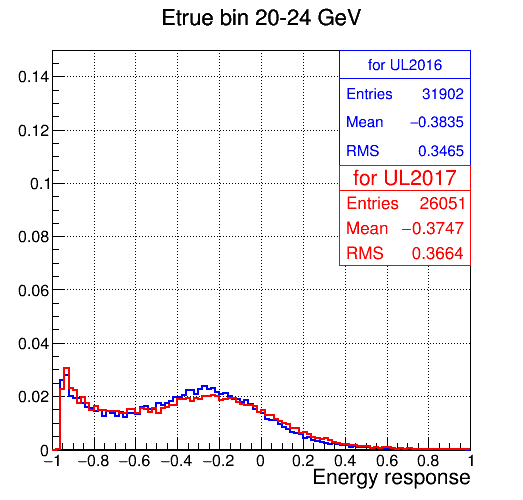 Etrue bin 20-24 GeV
for UL2016
Entries 31902
Mean −0.3835
RMS 0.3465
for UL2017
Entries 26051
Mean −0.3747
RMS 0.3664
0.14
0.12
0.1
0.08
0.06
0.04
0.02
0
−1 −0.8 −0.6 −0.4 −0.2 0 0.2 0.4 0.6 0.8 1
Energy response